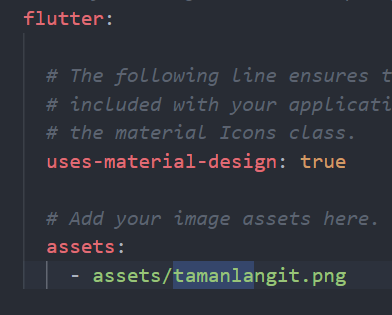 flutter:
# The following line ensures
# included with your
# the material Icons class.
uses-material-design: true
# Add your image assets here.
assets:
- assets/tamanlangit.png